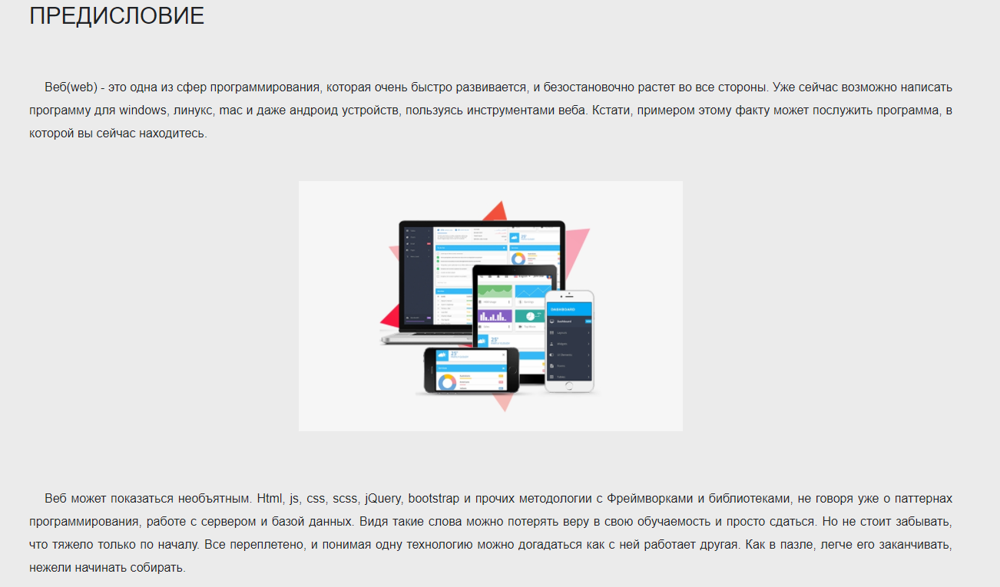 ПРЕДИСЛОВИЕ
Веб(web) - это одна из сфер программирования, которая очень быстро развивается, и безостановочно растет во все стороны. Уже сейчас возможно написать
программу для windows, линукс, mac и даже андроид устройств, пользуясь инструментами веба. Кстати, примером этому факту может послужить программа, в
которой вы сейчас находитесь.
25°
25°
DASHBOARD
Dashboard
25°
Веб может показаться необъятным. Html, js, css, scss, jQuery, bootstrap и прочих методологии с Фреймворками и библиотеками, не говоря уже о паттернах
программирования, работе с сервером и базой данных. Видя такие слова можно потерять веру в свою обучаемость и просто сдаться. Но не стоит забывать,
что тяжело только по началу. Все переплетено, и понимая одну технологию можно догадаться как с ней работает другая. Как в пазле, легче его заканчивать,
нежели начинать собирать.